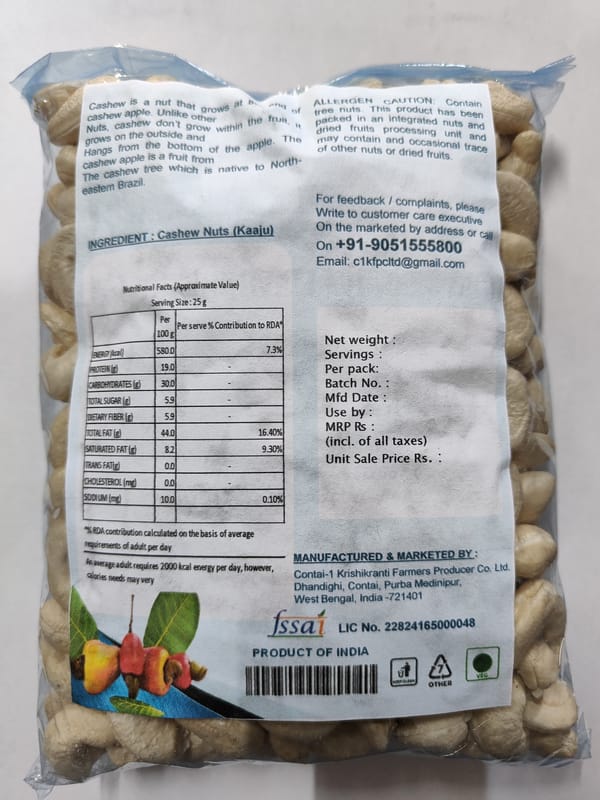 Cashew is a nut that grows at of
cashew apple. Unlike other
Nuts, cashew don't grow within the fruit, it
grows on the outside and
Hangs from the bottom of the apple. The
cashew apple is a fruit from
The cashew tree which is native to North-
eastern Brazil.
INGREDIENT : Cashew Nuts (Kaaju)
Nutritional Facts (Approximate Value)
Serving Size : 25 g
Per 100 g Per serve % Contribution to RDA*
ENERGY (kcal) 580.0 7.3%
PROTEIN (g) 19.0 -
CARBOHYDRATES (g) 30.0 -
TOTAL SUGAR (g) 5.9 -
DIETARY FIBER (g) 5.9 -
TOTAL FAT (g) 44.0 16.40%
SATURATED FAT (g) 8.2 9.30%
TRANS FAT(g) 0.0 -
CHOLESTEROL (mg) 0.0 -
SODIUM (mg) 10.0 0.10%
*% RDA contribution calculated on the basis of average
requirements of adult per day
An average adult requires 2000 kcal energy per day, however,
calories needs may very
ALLERGEN CAUTION: Contain
tree nuts. This product has been
packed in an integrated nuts and
dried fruits processing unit and
may contain and occasional trace
of other nuts or dried fruits.
For feedback / complaints, please
Write to customer care executive
On the marketed by address or call
On +91-9051555800
Email: c1kfpcltd@gmail.com
Net weight :
Servings :
Per pack:
Batch No. :
Mfd Date :
Use by :
MRP Rs :
(incl. of all taxes)
Unit Sale Price Rs. :
MANUFACTURED & MARKETED BY :
Contai-1 Krishikranti Farmers Producer Co. Ltd.
Dhandighi, Contai, Purba Medinipur,
West Bengal, India -721401
fssai LIC No. 22824165000048
PRODUCT OF INDIA
7
OTHER
VEG